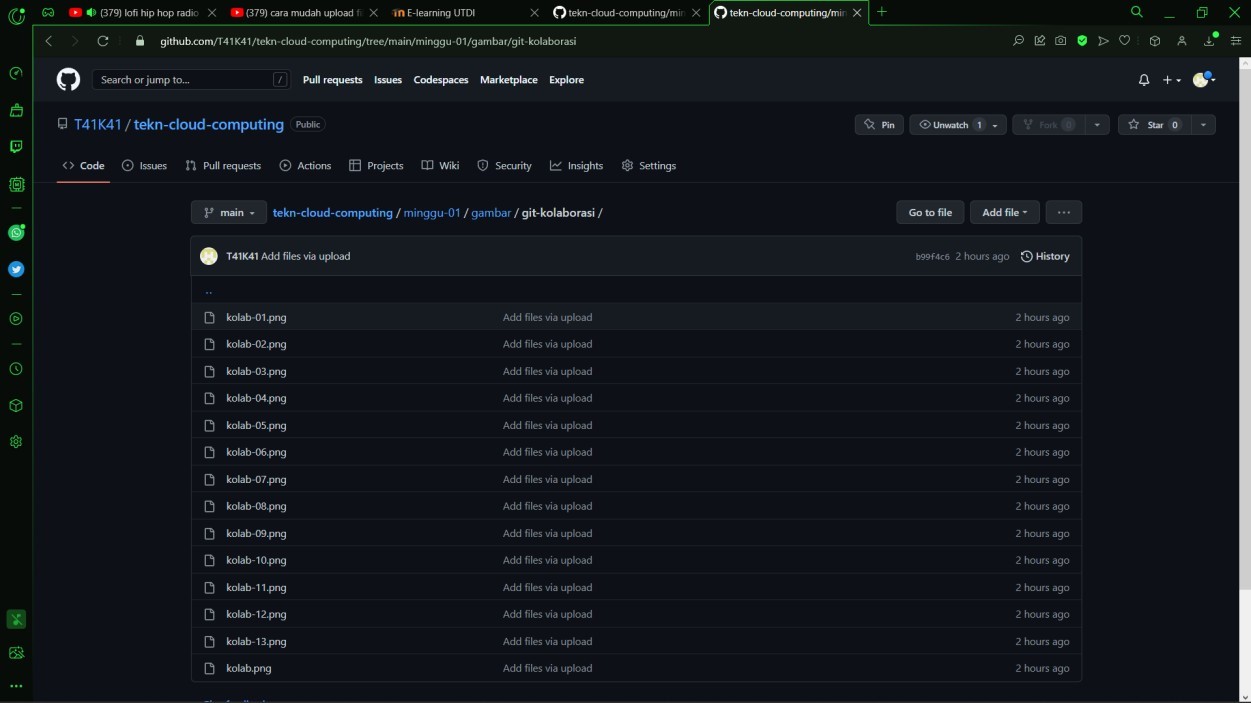 (379) lofi hip hop radio
(379) cara mudah upload f
E-learning UTDI
tekn-cloud-computing/min
tekn-cloud-computing/min
github.com/T41K41/tekn-cloud-computing/tree/main/minggu-01/gambar/git-kolaborasi
Search or jump to... / Pull requests Issues Codespaces Marketplace Explore
T41K41 / tekn-cloud-computing Public
Pin Unwatch 1 Fork 0 Star 0
Code Issues Pull requests Actions Projects Wiki Security Insights Settings
main tekn-cloud-computing / minggu-01 / gambar / git-kolaborasi / Go to file Add file ...
T41K41 Add files via upload b99f4c6 2 hours ago History
..
kolab-01.png Add files via upload 2 hours ago
kolab-02.png Add files via upload 2 hours ago
kolab-03.png Add files via upload 2 hours ago
kolab-04.png Add files via upload 2 hours ago
kolab-05.png Add files via upload 2 hours ago
kolab-06.png Add files via upload 2 hours ago
kolab-07.png Add files via upload 2 hours ago
kolab-08.png Add files via upload 2 hours ago
kolab-09.png Add files via upload 2 hours ago
kolab-10.png Add files via upload 2 hours ago
kolab-11.png Add files via upload 2 hours ago
kolab-12.png Add files via upload 2 hours ago
kolab-13.png Add files via upload 2 hours ago
kolab.png Add files via upload 2 hours ago